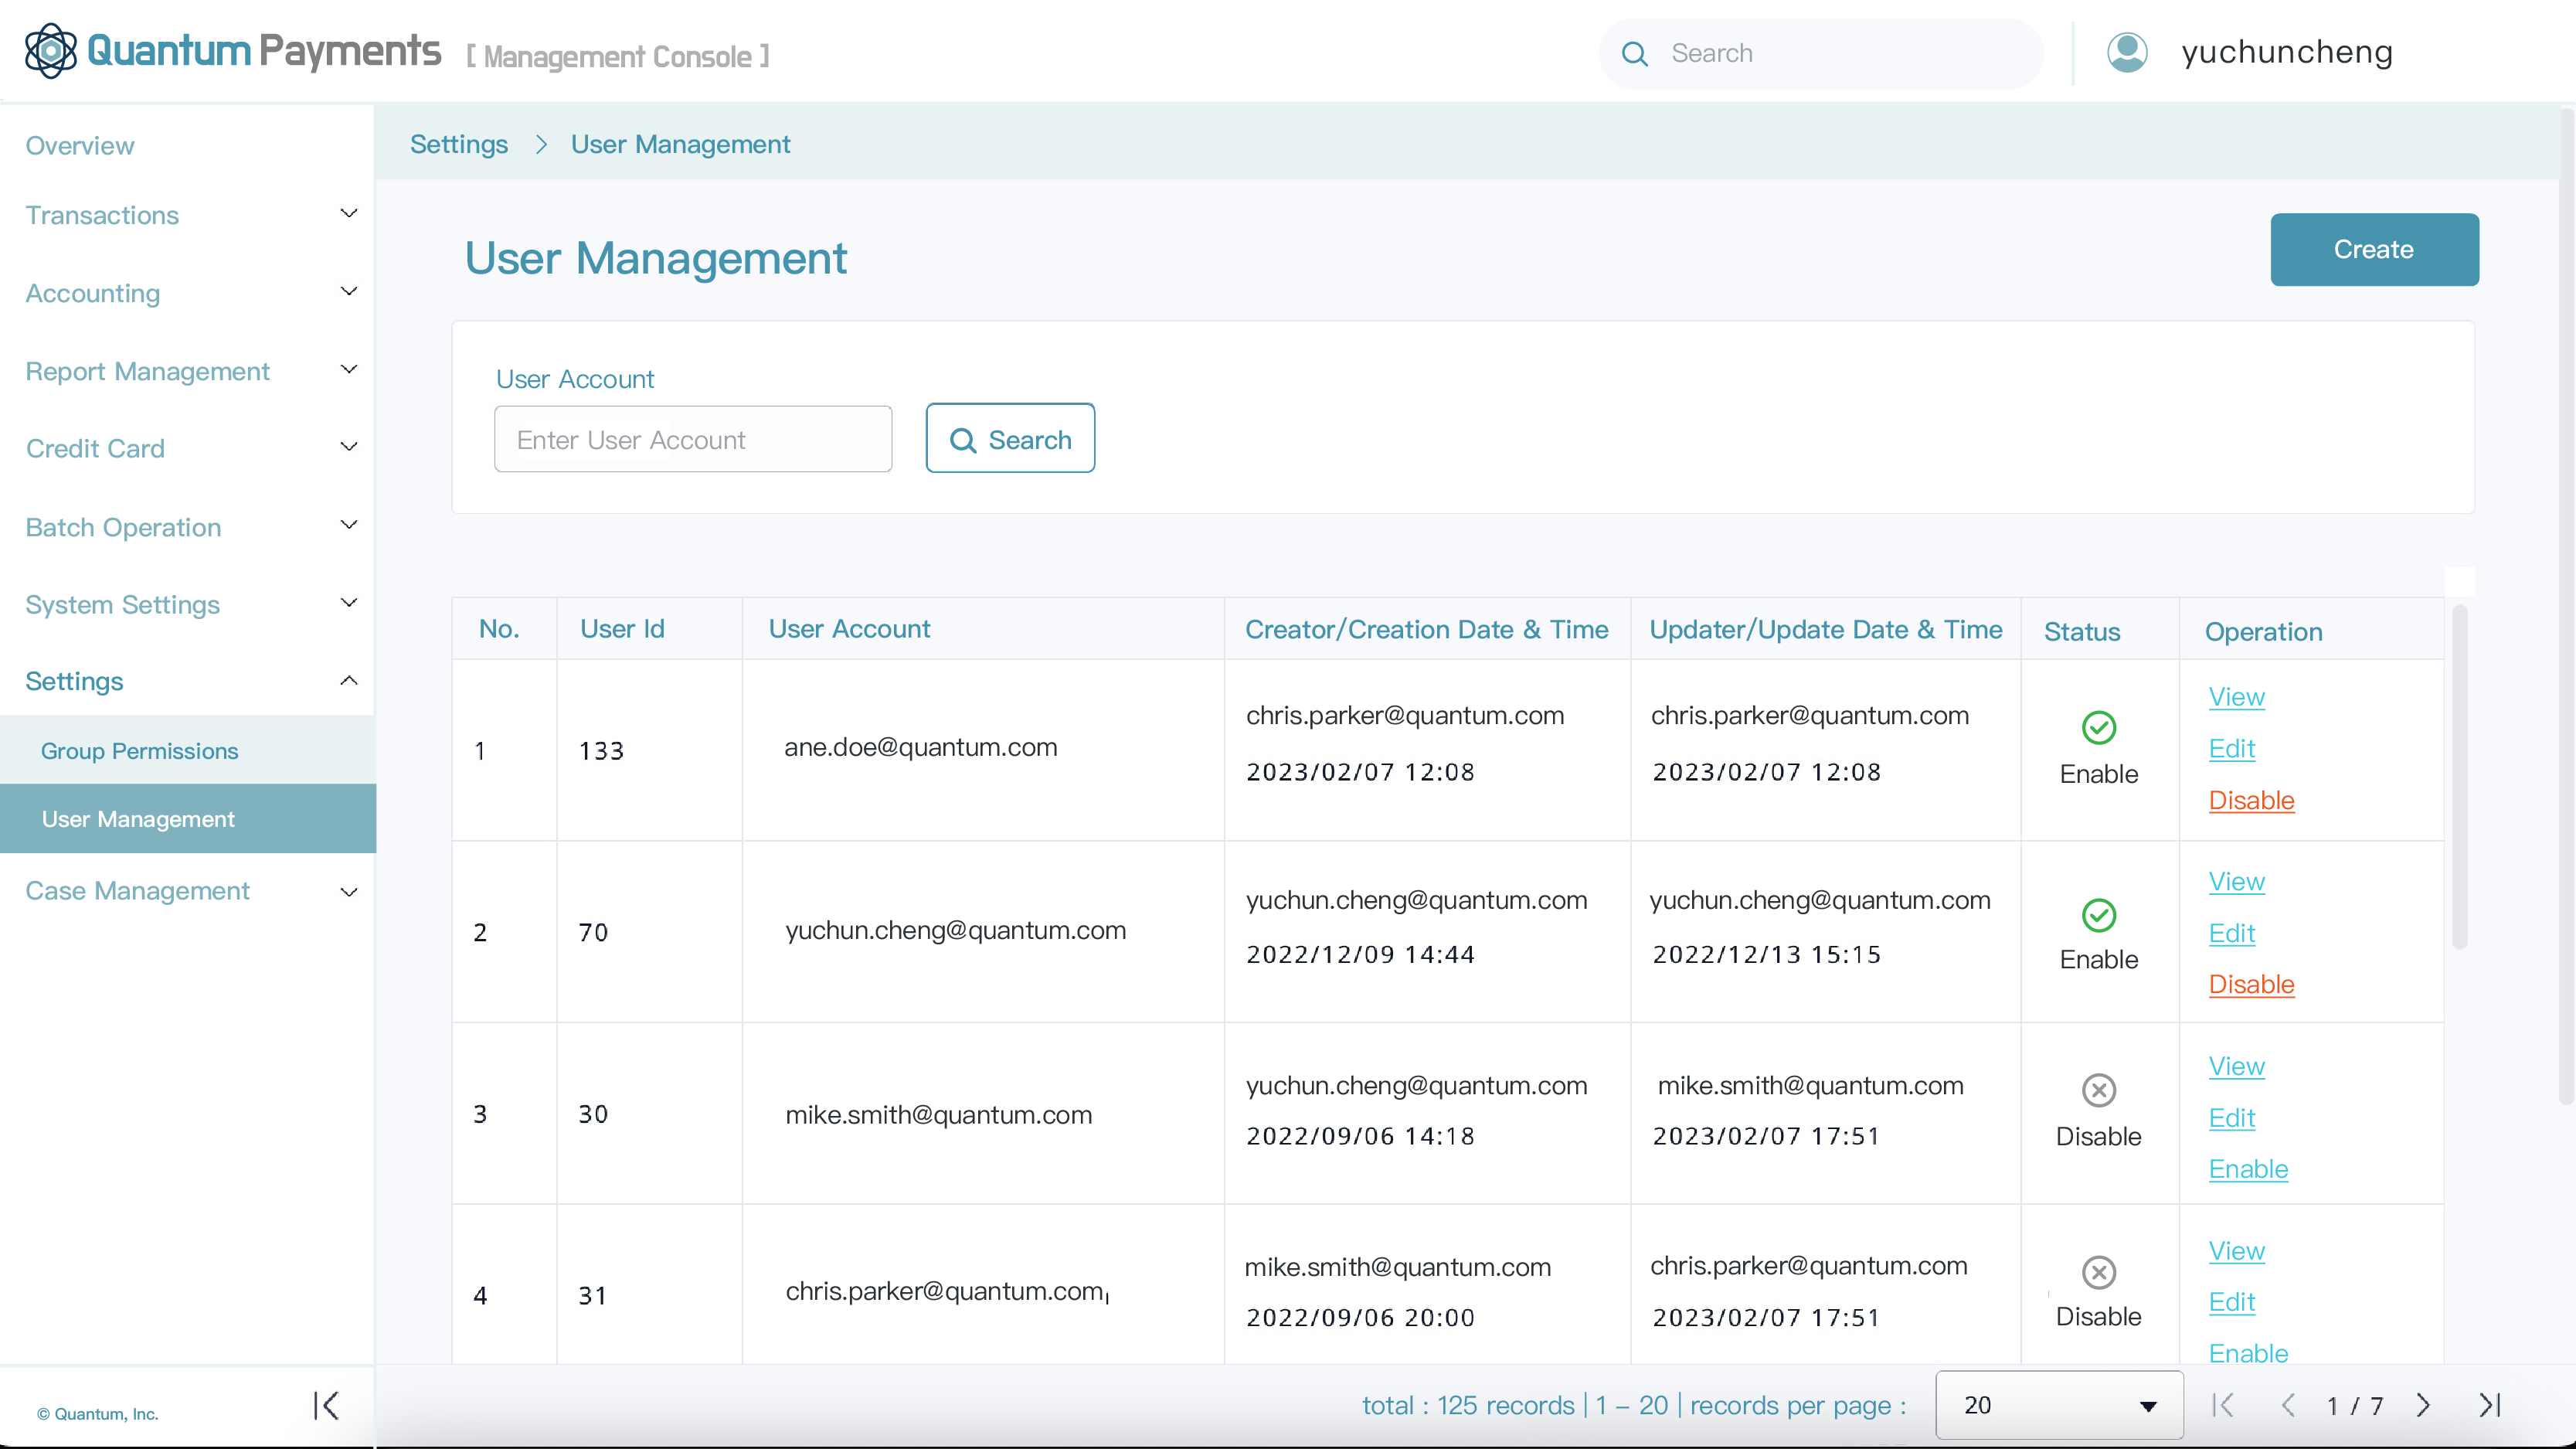 Quantum Payments [ Management Console ]
Search
yuchuncheng
Overview
Transactions
Accounting
Report Management
Credit Card
Batch Operation
System Settings
Settings
Group Permissions
User Management
Case Management
© Quantum, Inc.
Settings > User Management
User Management
Create
User Account
Enter User Account
Search
No. User Id User Account Creator/Creation Date & Time Updater/Update Date & Time Status Operation
1 133 ane.doe@quantum.com
chris.parker@quantum.com
2023/02/07 12:08
chris.parker@quantum.com
2023/02/07 12:08
Enable
View
Edit
Disable
2 70 yuchun.cheng@quantum.com
yuchun.cheng@quantum.com
2022/12/09 14:44
yuchun.cheng@quantum.com
2022/12/13 15:15
Enable
View
Edit
Disable
3 30 mike.smith@quantum.com
yuchun.cheng@quantum.com
2022/09/06 14:18
mike.smith@quantum.com
2023/02/07 17:51
Disable
View
Edit
Enable
4 31 chris.parker@quantum.com
mike.smith@quantum.com
2022/09/06 20:00
chris.parker@quantum.com
2023/02/07 17:51
Disable
View
Edit
Enable
total : 125 records | 1 – 20 | records per page : 20 1 / 7